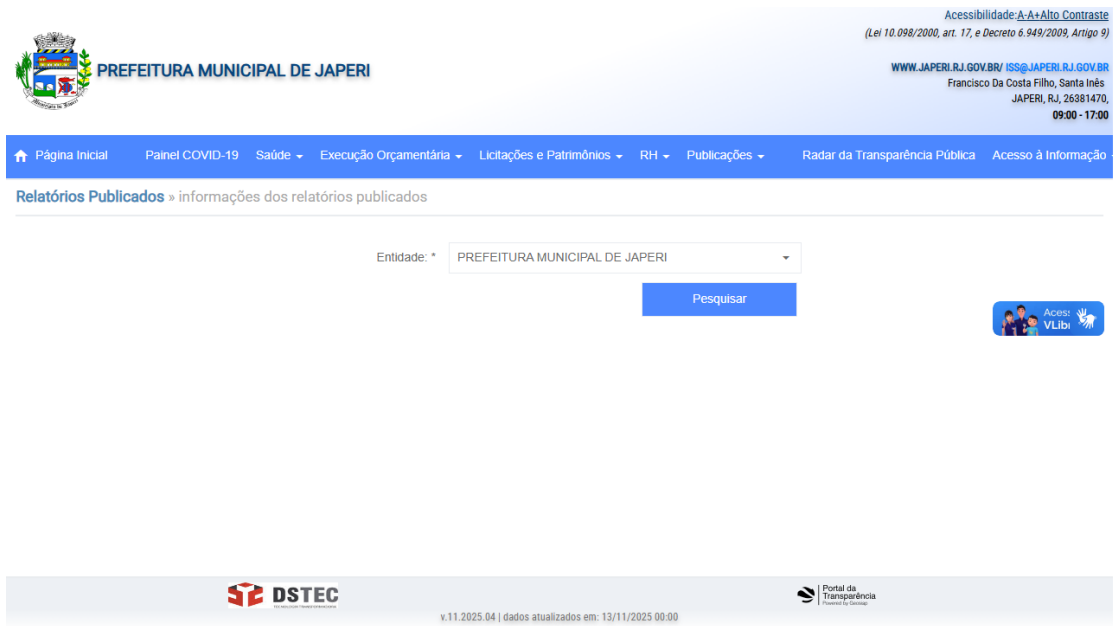 Acessibilidade:A-A+Alto Contraste
(Lei 10.098/2000, art. 17, e Decreto 6.949/2009, Artigo 9)
PREFEITURA MUNICIPAL DE JAPERI
WWW.JAPERI.RJ.GOV.BR/ ISS@JAPERI.RJ.GOV.BR
Francisco Da Costa Filho, Santa Inês
JAPERI, RJ, 26381470,
09:00 - 17:00
Página Inicial Painel COVID-19 Saúde Execução Orçamentária Licitações e Patrimônios RH Publicações Radar da Transparência Pública Acesso à Informação
Relatórios Publicados » informações dos relatórios publicados
Entidade: * PREFEITURA MUNICIPAL DE JAPERI
Pesquisar
Acess
VLibr
DSTEC
Portal da
Transparência
v.11.2025.04 | dados atualizados em: 13/11/2025 00:00